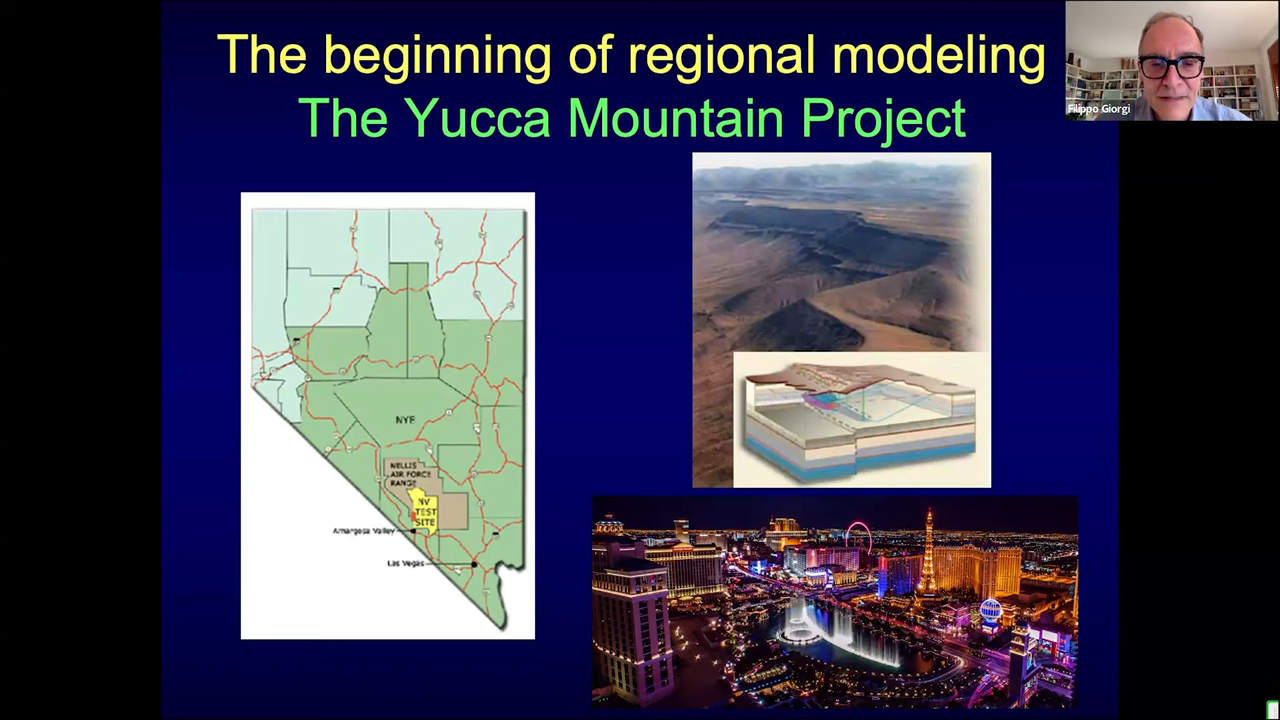 The beginning of regional modeling
The Yucca Mountain Project
Filippo Giorgi
NYE
NELLIS
AIR FORCE
RANGE
NV
TEST
SITE
Amargosa Valley
Las Vegas